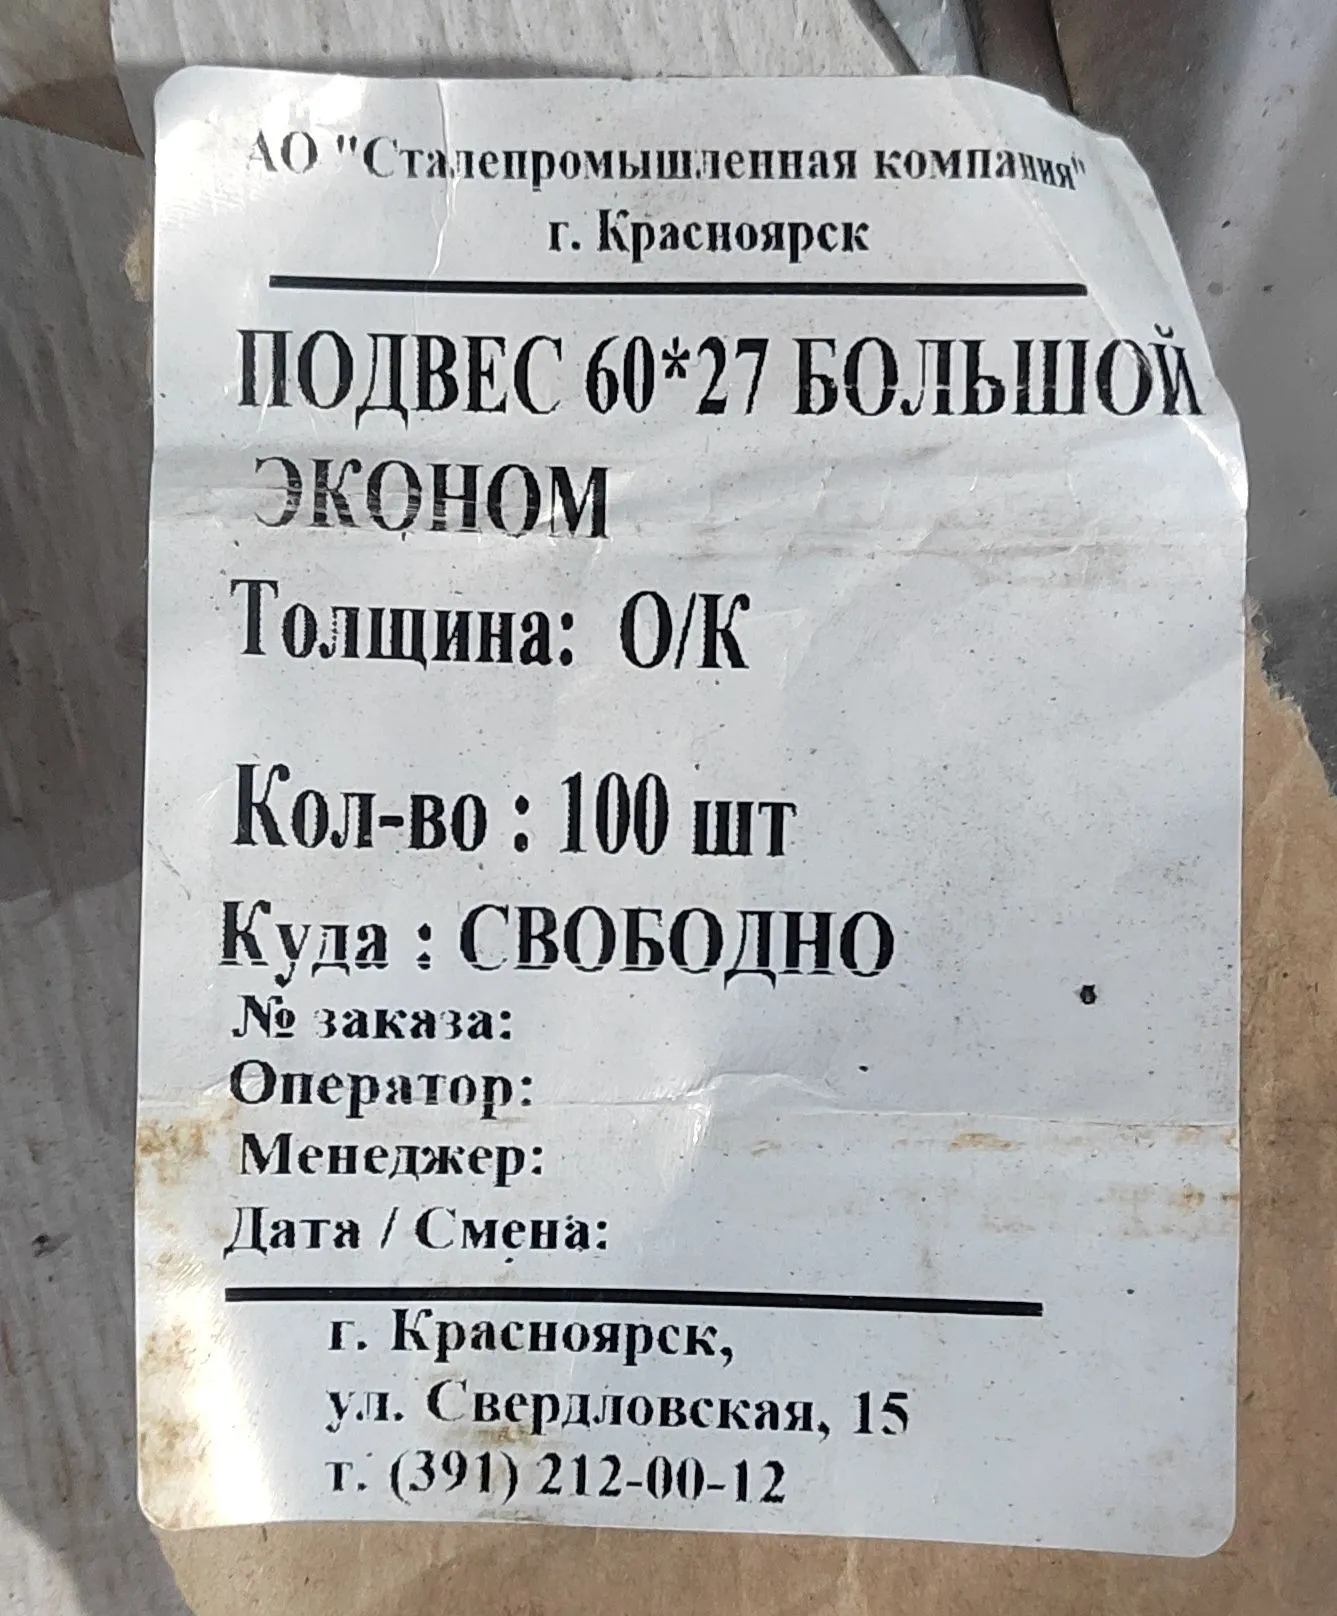 АО "Сталепромышленная компания"
г. Красноярск
ПОДВЕС 60*27 БОЛЬШОЙ
ЭКОНОМ
Толщина: О/К
Кол-во : 100 шт
Куда : СВОБОДНО
№ заказа:
Оператор:
Менеджер:
Дата / Смена:
г. Красноярск,
ул. Свердловская, 15
т. (391) 212-00-12